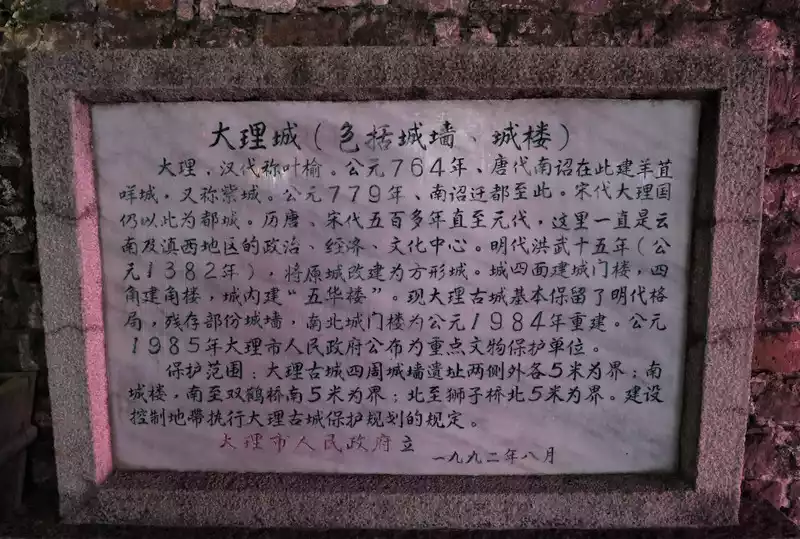 大理城（包括城墙、城楼）
大理，汉代称叶榆。公元764年、唐代南诏在此建羊苴
咩城，又称紫城。公元779年、南诏迁都至此。宋代大理国
仍以此为都城。历唐、宋代五百多年直至元代，这里一直是云
南及滇西地区的政治、经济、文化中心。明代洪武十五年（公
元1382年），将原城改建为方形城。城四面建城门楼，四
角建角楼，城内建“五华楼”。现大理古城基本保留了明代格
局，残存部份城墙，南北城门楼为公元1984年重建。公元
1985年大理市人民政府公布为重点文物保护单位。
保护范围：大理古城四周城墙遗址两侧外各5米为界；南
城楼，南至双鹤桥南5米为界；北至狮子桥北5米为界。建设
控制地带执行大理古城保护规划的规定。
大理市人民政府立
一九九二年八月